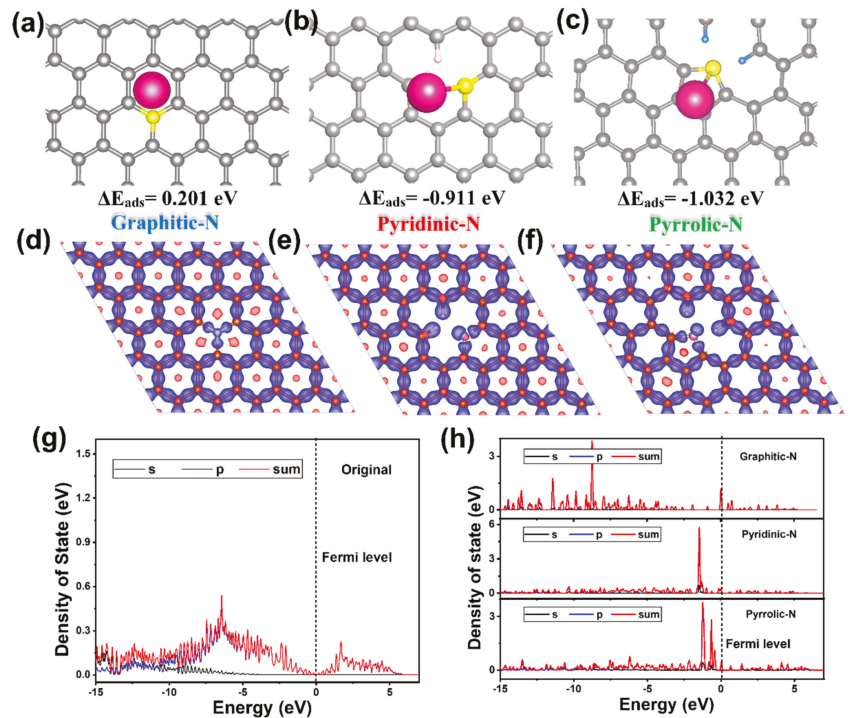 (a) (b) (c)
ΔEads= 0.201 eV ΔEads= -0.911 eV ΔEads= -1.032 eV
Graphitic-N Pyridinic-N Pyrrolic-N
(d) (e) (f)
(g)
s p sum
Original
Fermi level
Density of State (eV)
1.5
1.2
0.9
0.6
0.3
0.0
-15 -10 -5 0 5
Energy (eV)
(h)
s p sum
Graphitic-N
3
0
s p sum
Pyridinic-N
6
3
0
s p sum
Pyrrolic-N
Fermi level
3
0
Density of state (eV)
-15 -10 -5 0 5
Energy (eV)